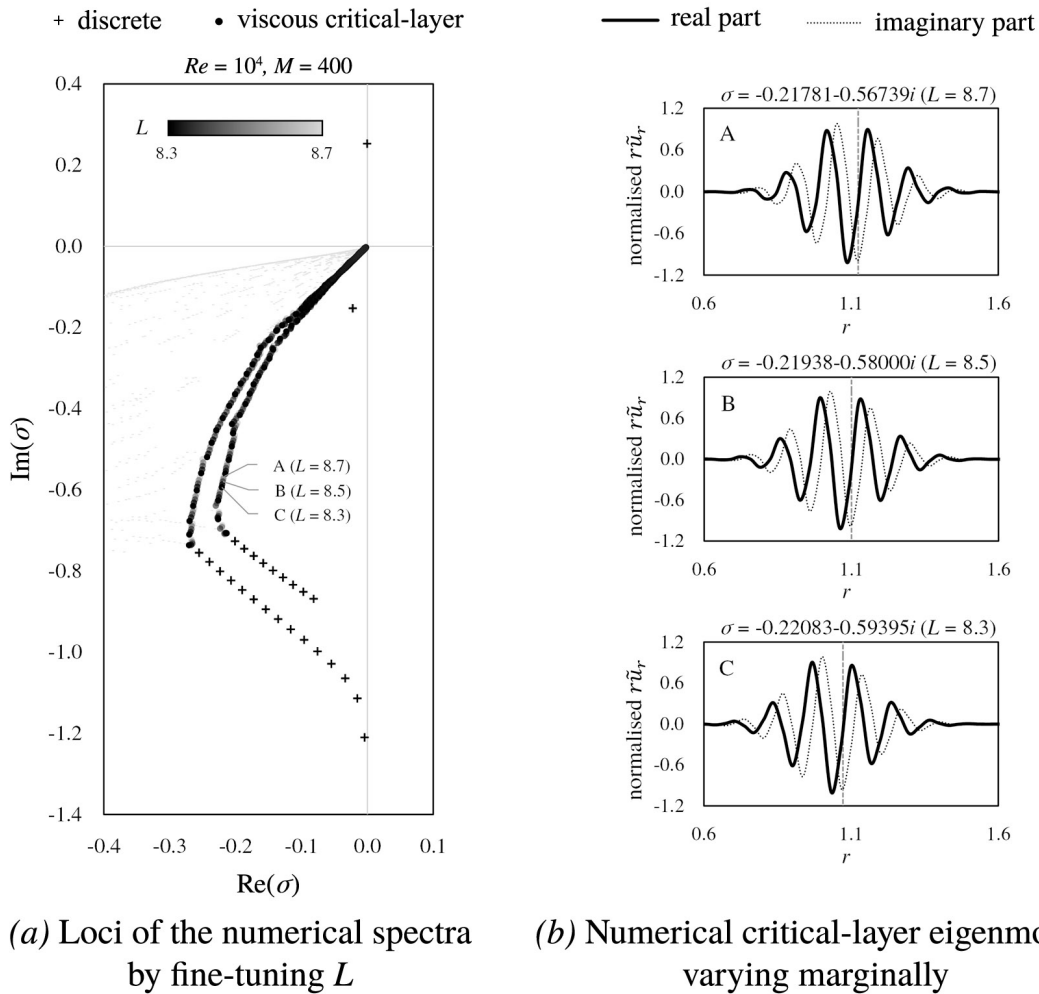 + discrete
• viscous critical-layer
Re = 10⁴, M = 400
0.4
0.2
0.0
-0.2
-0.4
-0.6
-0.8
-1.0
-1.2
-1.4
Im(σ)
L
8.3
8.7
A (L = 8.7)
B (L = 8.5)
C (L = 8.3)
-0.4
-0.3
-0.2
-0.1
0.0
0.1
Re(σ)
(a) Loci of the numerical spectra
by fine-tuning L
real part
imaginary part
σ = -0.21781-0.56739i (L = 8.7)
A
1.2
0.6
0.0
-0.6
-1.2
normalised rũᵣ
0.6
1.1
1.6
r
σ = -0.21938-0.58000i (L = 8.5)
B
1.2
0.6
0.0
-0.6
-1.2
normalised rũᵣ
0.6
1.1
1.6
r
σ = -0.22083-0.59395i (L = 8.3)
C
1.2
0.6
0.0
-0.6
-1.2
normalised rũᵣ
0.6
1.1
1.6
r
(b) Numerical critical-layer eigenmo
varying marginally